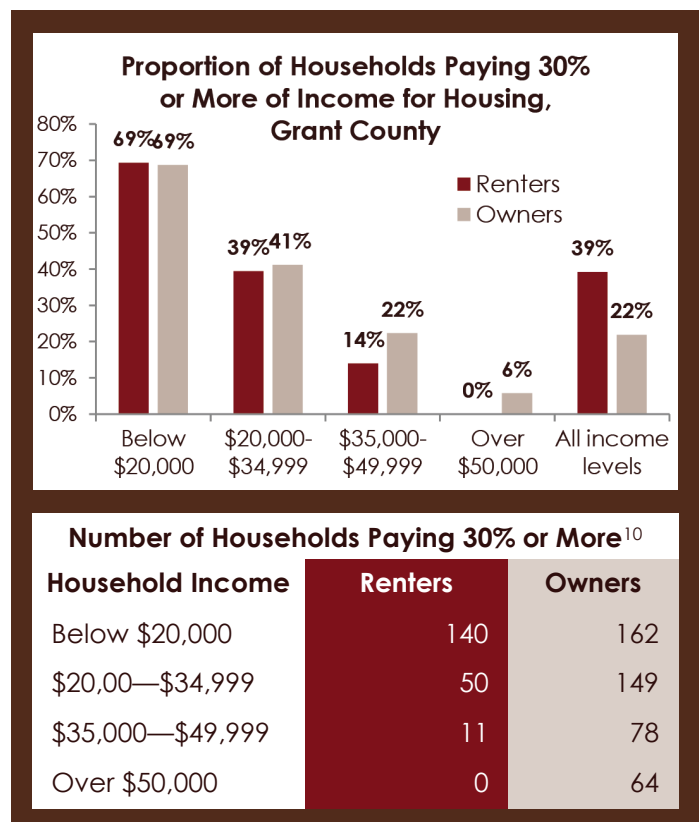 Proportion of Households Paying 30%
or More of Income for Housing,
Grant County
80%
70%
60%
50%
40%
30%
20%
10%
0%
69%
69%
39%
41%
14%
22%
0%
6%
39%
22%
Renters
Owners
Below
$20,000
$20,000-
$34,999
$35,000-
$49,999
Over
$50,000
All income
levels
Number of Households Paying 30% or More10
Household Income Renters Owners
Below $20,000 140 162
$20,00—$34,999 50 149
$35,000—$49,999 11 78
Over $50,000 0 64